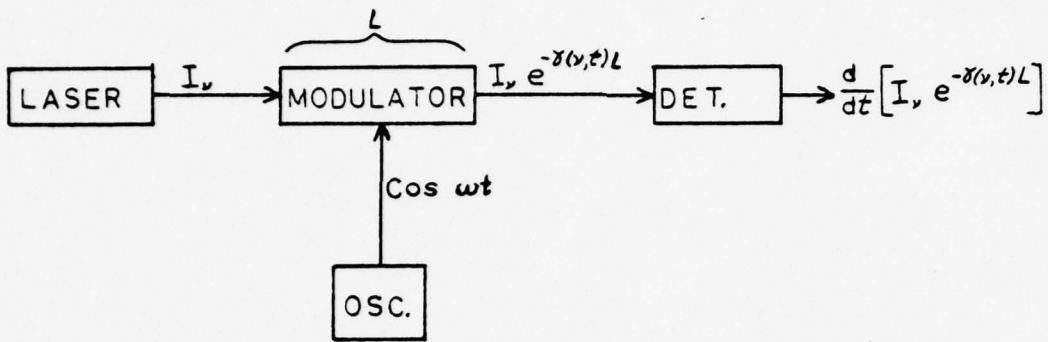 L
LASER
I_ν
MODULATOR
I_ν e^{-γ(ν,t)L}
DET.
d/dt [I_ν e^{-γ(ν,t)L}]
Cos ωt
OSC.